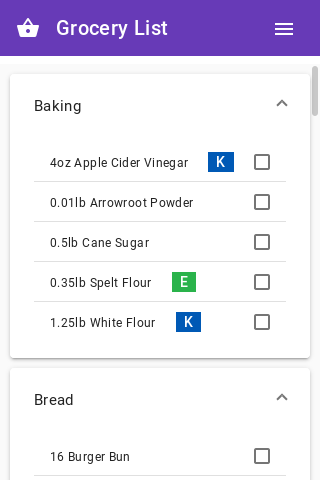 Grocery List
Baking
4oz Apple Cider Vinegar K
0.01lb Arrowroot Powder
0.5lb Cane Sugar
0.35lb Spelt Flour E
1.25lb White Flour K
Bread
16 Burger Bun